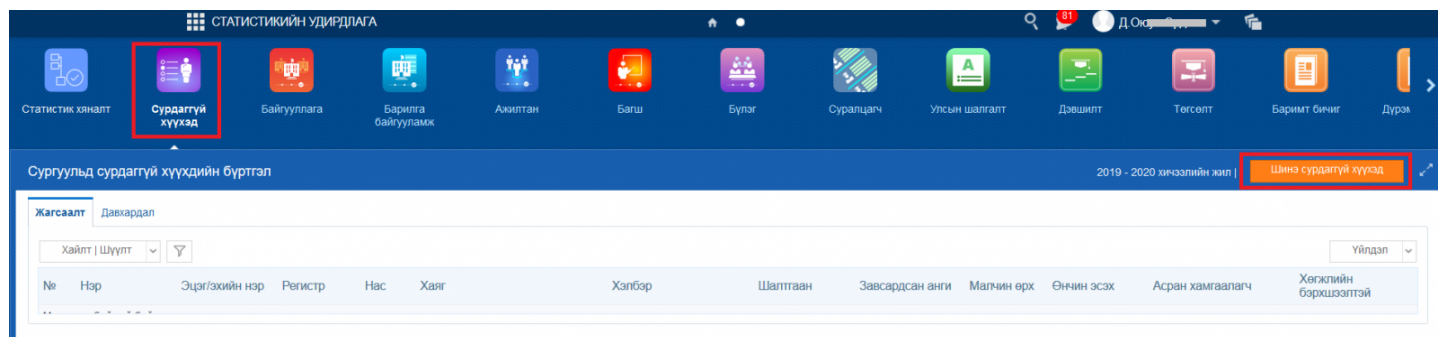 СТАТИСТИКИЙН УДИРДЛАГА
81
Статистик хяналт
Сурдаггүй
хүүхэд
Байгууллага
Барилга
байгууламж
Ажилтан
Багш
Бүлэг
Суралцагч
Улсын шалгалт
Дэвшилт
Төгсөлт
Баримт бичиг
Сургуульд сурдаггүй хүүхдийн бүртгэл
2019 - 2020 хичээлийн жил |
Шинэ сурдаггүй хүүхэд
Жагсаалт
Давхардал
Хайлт | Шүүлт
Үйлдэл
№
Нэр
Эцэг/эхийн нэр
Регистр
Нас
Хаяг
Хэлбэр
Шалтгаан
Завсардсан анги
Малчин өрх
Өнчин эсэх
Асран хамгаалагч
Хөгжлийн
бэрхшээлтэй